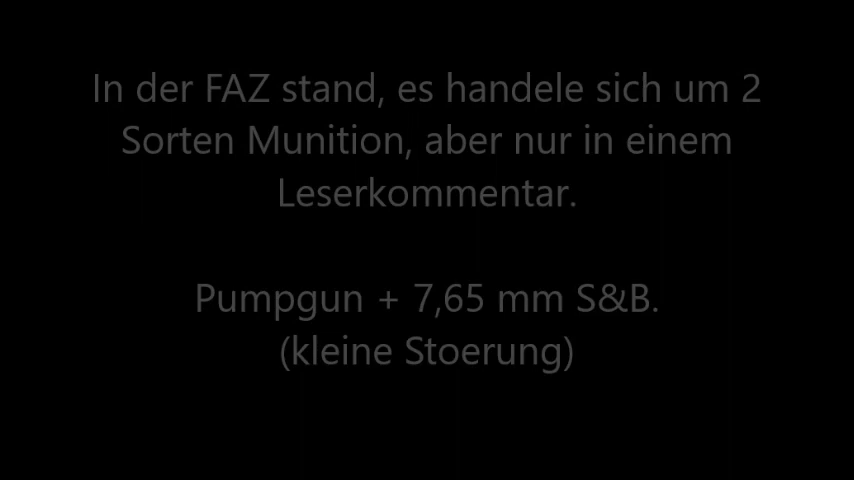 In der FAZ stand, es handele sich um 2
Sorten Munition, aber nur in einem
Leserkommentar.
Pumpgun + 7,65 mm S&B.
(kleine Stoerung)